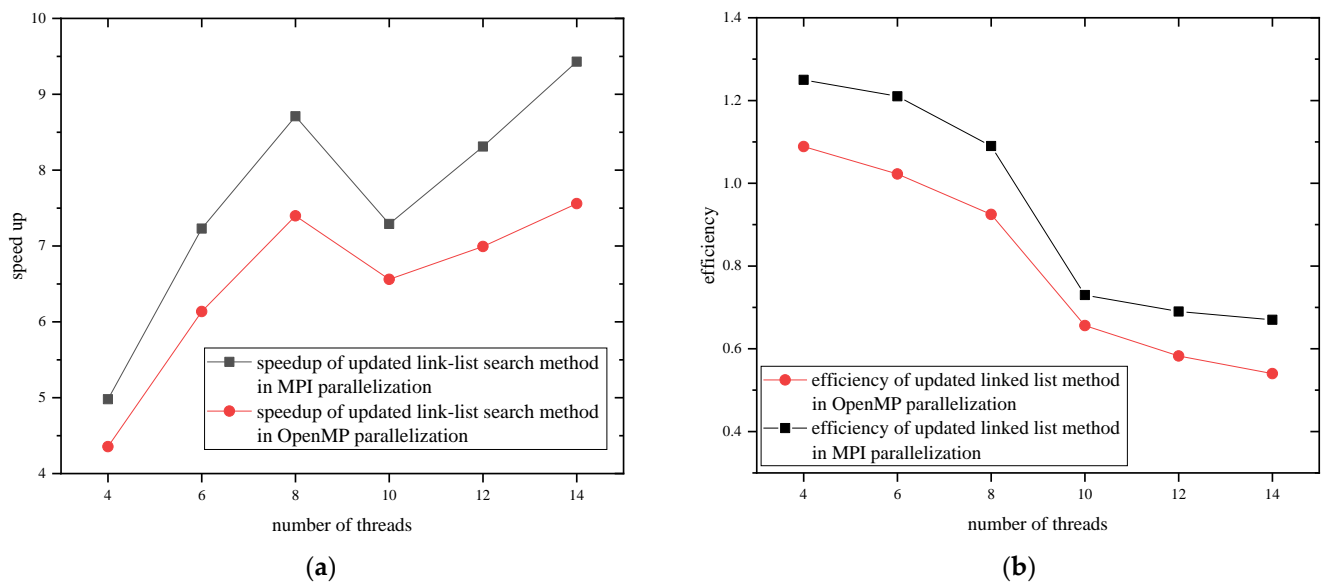 10
9
8
7
6
5
4
speed up
speedup of updated link-list search method
in MPI parallelization
speedup of updated link-list search method
in OpenMP parallelization
4 6 8 10 12 14
number of threads
(a)
1.4
1.2
1.0
0.8
0.6
0.4
efficiency
efficiency of updated linked list method
in OpenMP parallelization
efficiency of updated linked list method
in MPI parallelization
4 6 8 10 12 14
number of threads
(b)